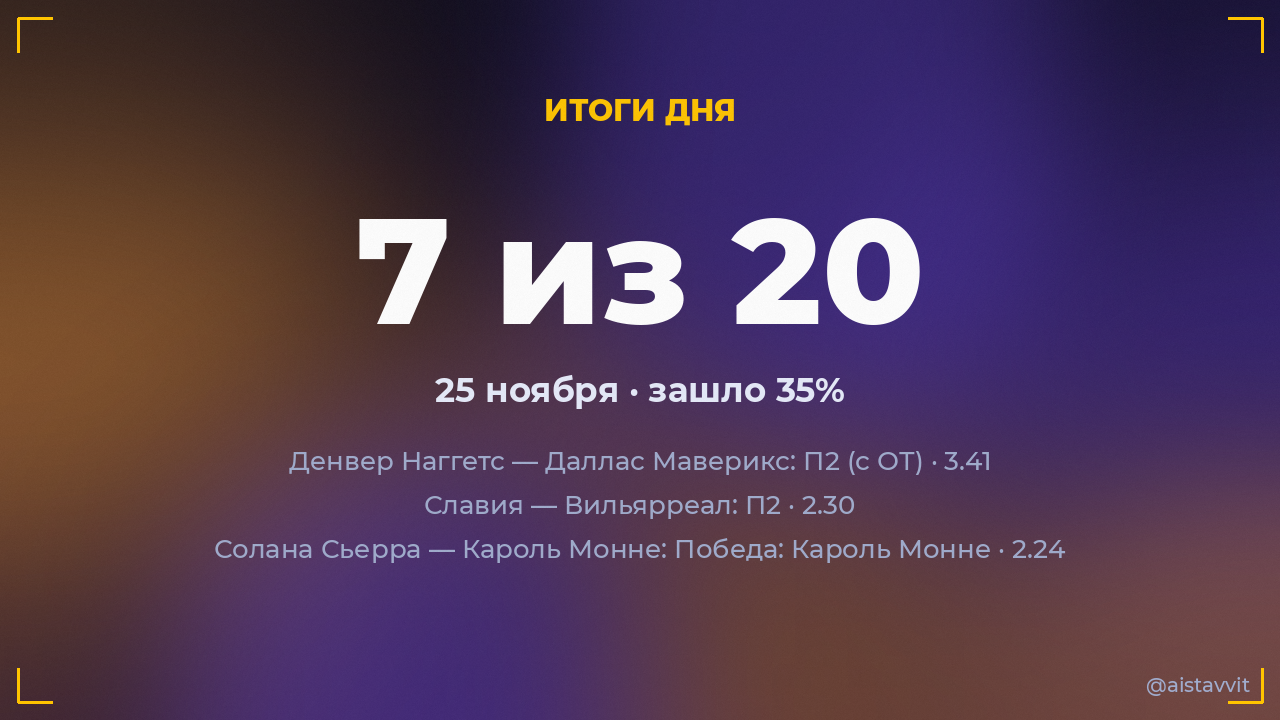 ИТОГИ ДНЯ
7 из 20
25 ноября · зашло 35%
Денвер Наггетс — Даллас Маверикс: П2 (с ОТ) · 3.41
Славия — Вильярреал: П2 · 2.30
Солана Сьерра — Кароль Монне: Победа: Кароль Монне · 2.24
@aistavvit